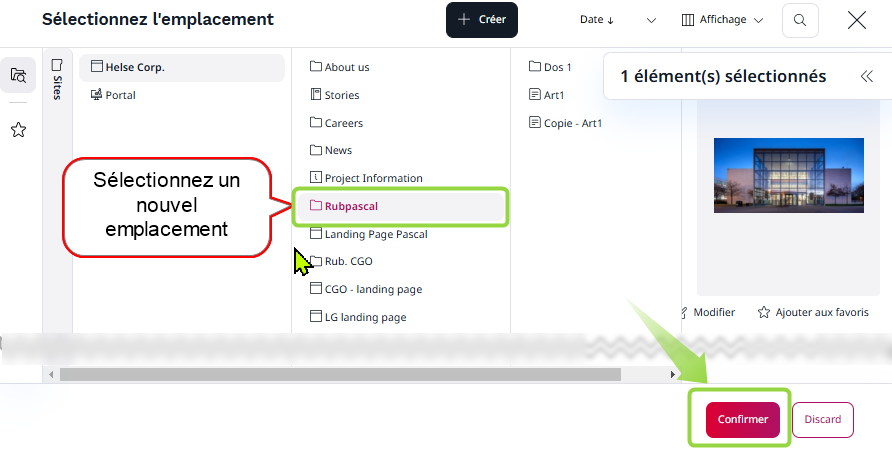 Sélectionnez l'emplacement
Créer
Date ↓
Affichage
Sites
Helse Corp.
Portal
About us
Stories
Careers
News
Project Information
Rubpascal
Landing Page Pascal
Rub. CGO
CGO - landing page
LG landing page
Dos 1
Art1
Copie - Art1
1 élément(s) sélectionnés
Modifier
Ajouter aux favoris
Sélectionnez un
nouvel
emplacement
Confirmer
Discard